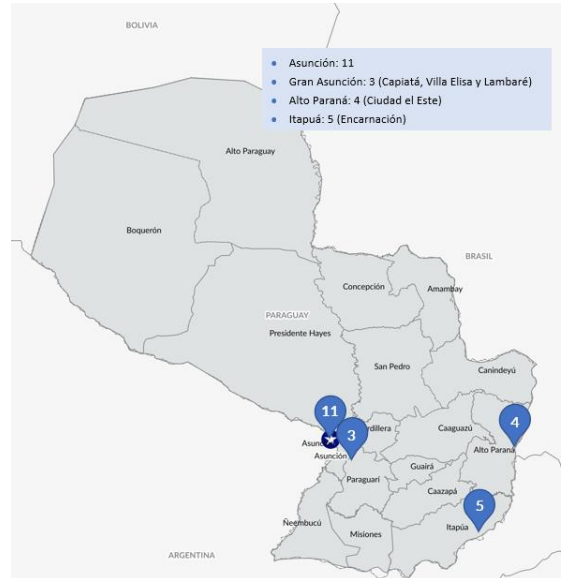 BOLIVIA
• Asunción: 11
• Gran Asunción: 3 (Capiatá, Villa Elisa y Lambaré)
• Alto Paraná: 4 (Ciudad el Este)
• Itapuá: 5 (Encarnación)
Alto Paraguay
Boquerón
BRASIL
Concepción
Amambay
PARAGUAY
Presidente Hayes
San Pedro
Canindeyú
11
3
4
rdillera
Caaguazú
Asun
Asunción
Alto Paraná
Guairá
Paraguarí
Caazapá
5
Ñeembucú
Misiones
Itapúa
ARGENTINA